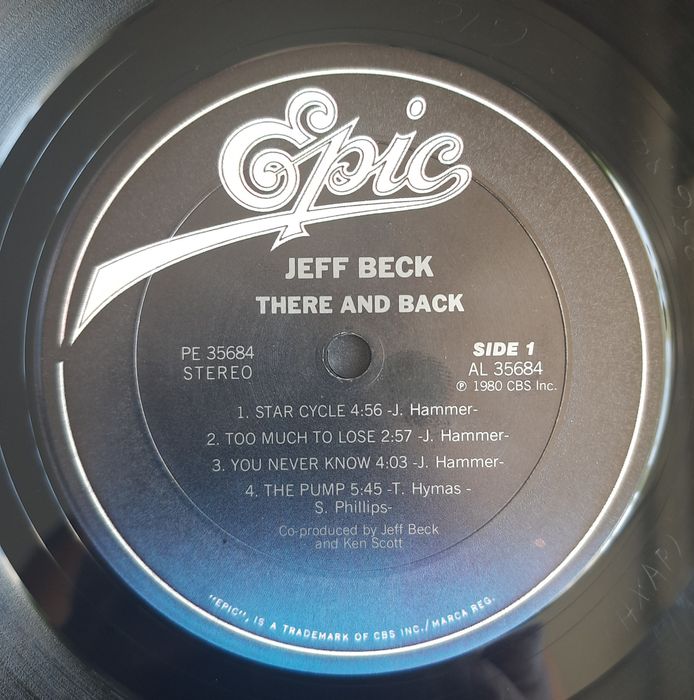 Epic
JEFF BECK
THERE AND BACK
PE 35684
STEREO
SIDE 1
AL 35684
℗ 1980 CBS Inc.
1. STAR CYCLE 4:56 -J. Hammer-
2. TOO MUCH TO LOSE 2:57 -J. Hammer-
3. YOU NEVER KNOW 4:03 -J. Hammer-
4. THE PUMP 5:45 -T. Hymas -
S. Phillips-
Co-produced by Jeff Beck
and Ken Scott
"EPIC", IS A TRADEMARK OF CBS INC./MARCA REG.